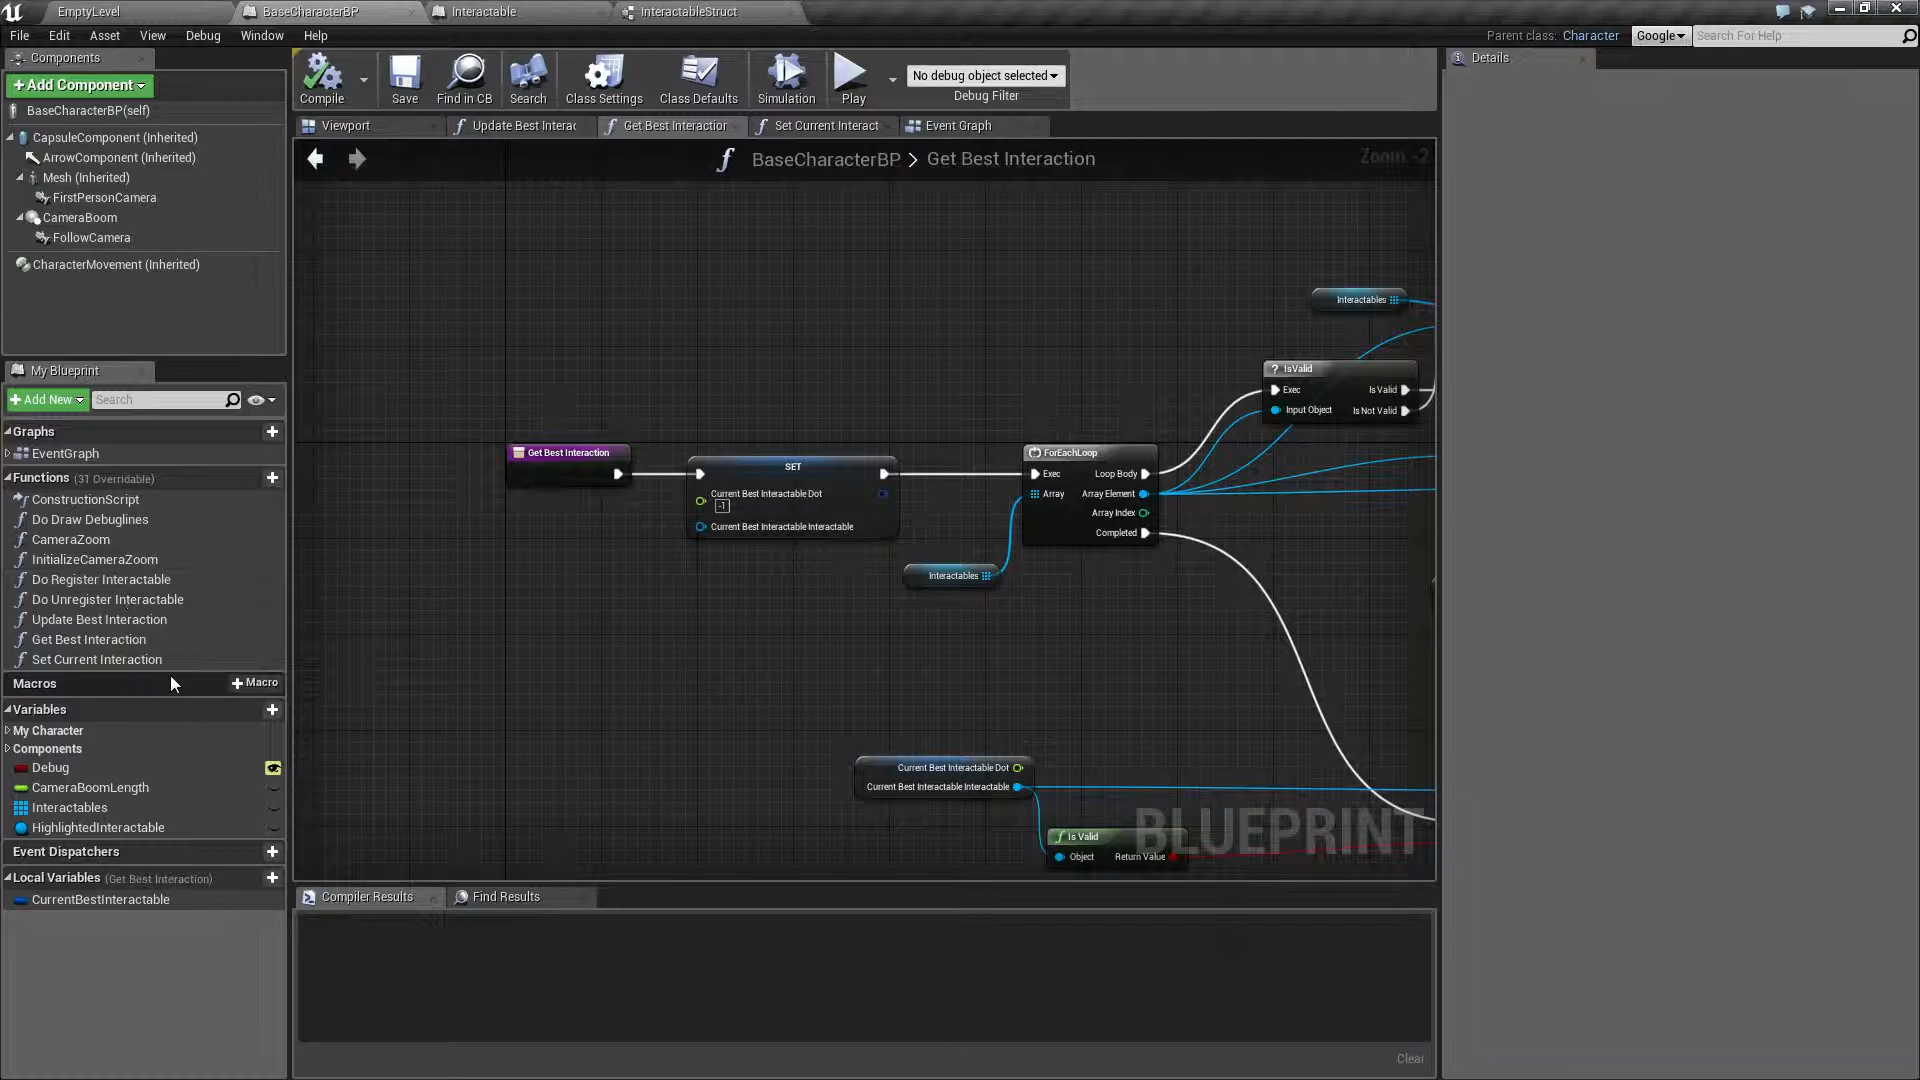 EmptyLevel
BaseCharacterBP
Interactable
InteractableStruct
File
Edit
Asset
View
Debug
Window
Help
Parent class: Character
Google
Search For Help
Components
Add Component
BaseCharacterBP(self)
CapsuleComponent (Inherited)
ArrowComponent (Inherited)
Mesh (Inherited)
FirstPersonCamera
CameraBoom
FollowCamera
CharacterMovement (Inherited)
My Blueprint
Add New
Search
Graphs
EventGraph
Functions (31 Overridable)
ConstructionScript
Do Draw Debuglines
CameraZoom
InitializeCameraZoom
Do Register Interactable
Do Unregister Interactable
Update Best Interaction
Get Best Interaction
Set Current Interaction
Macros
Macro
Variables
My Character
Components
Debug
CameraBoomLength
Interactables
HighlightedInteractable
Event Dispatchers
Local Variables (Get Best Interaction)
CurrentBestInteractable
Compile
Save
Find in CB
Search
Class Settings
Class Defaults
Simulation
Play
No debug object selected
Debug Filter
Viewport
Update Best Interac
Get Best Interaction
Set Current Interact
Event Graph
BaseCharacterBP > Get Best Interaction
Zoom -2
Interactables
? IsValid
Exec
Is Valid
Input Object
Is Not Valid
Get Best Interaction
SET
Current Best Interactable Dot
-1
Current Best Interactable Interactable
ForEachLoop
Exec
Loop Body
Array
Array Element
Array Index
Completed
Interactables
Current Best Interactable Dot
Current Best Interactable Interactable
Is Valid
Object
Return Value
BLUEPRINT
Compiler Results
Find Results
Clear
Details